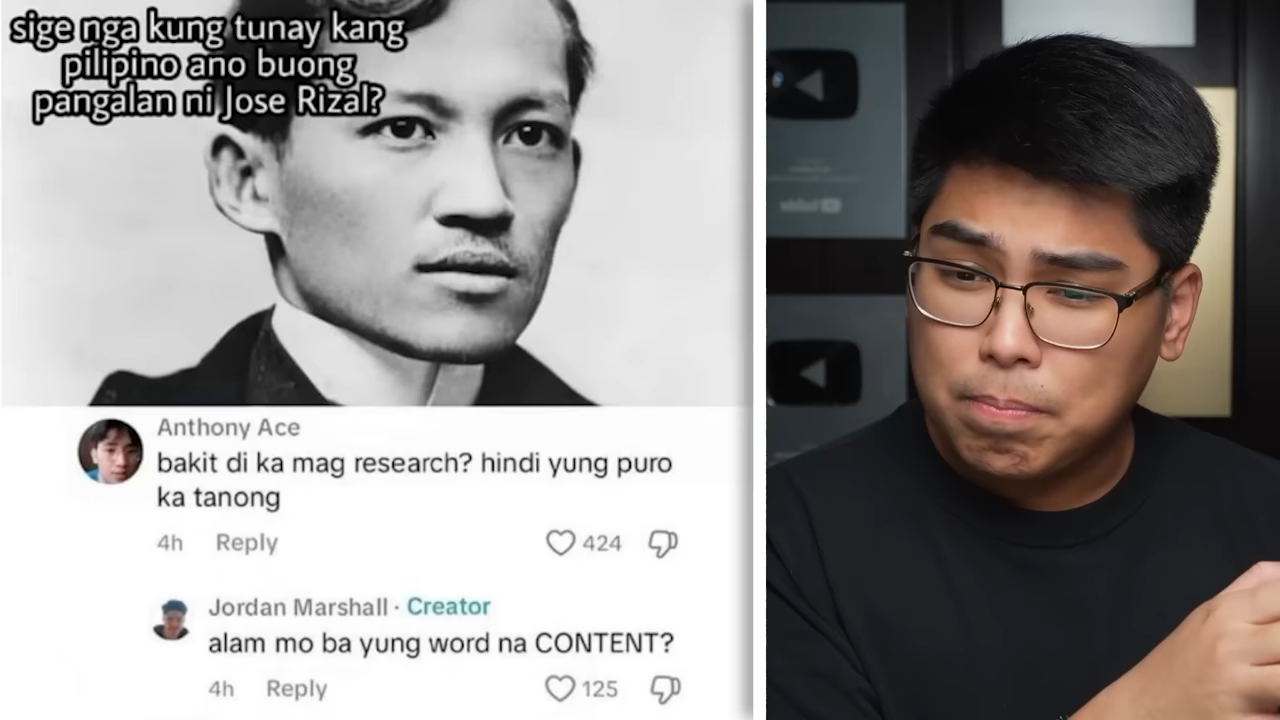 sige nga kung tunay kang
pilipino ano buong
pangalan ni Jose Rizal?
Anthony Ace
bakit di ka mag research? hindi yung puro
ka tanong
4h Reply 424
Jordan Marshall · Creator
alam mo ba yung word na CONTENT?
4h Reply 125